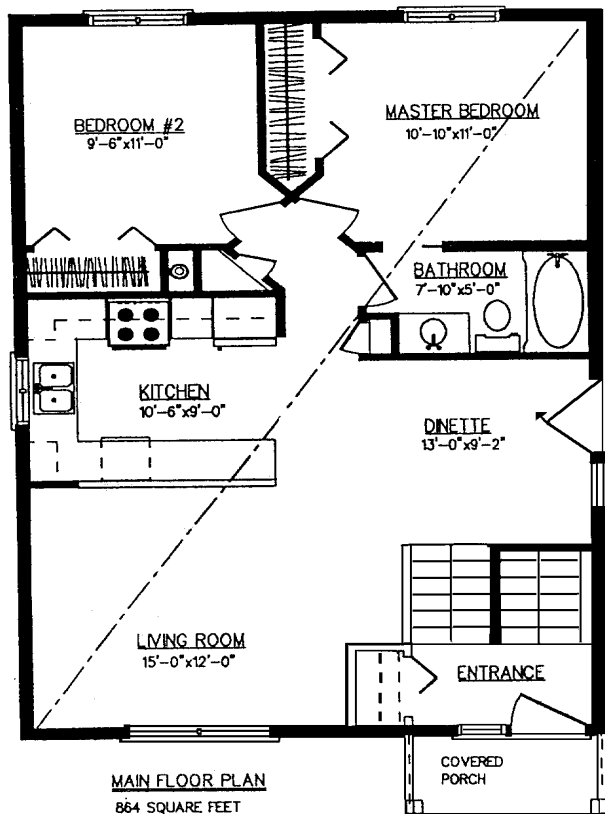 BEDROOM #2
9'-6"x11'-0"
MASTER BEDROOM
10'-10"x11'-0"
BATHROOM
7'-10"x5'-0"
KITCHEN
10'-6"x9'-0"
DINETTE
13'-0"x9'-2"
LIVING ROOM
15'-0"x12'-0"
ENTRANCE
COVERED
PORCH
MAIN FLOOR PLAN
864 SQUARE FEET